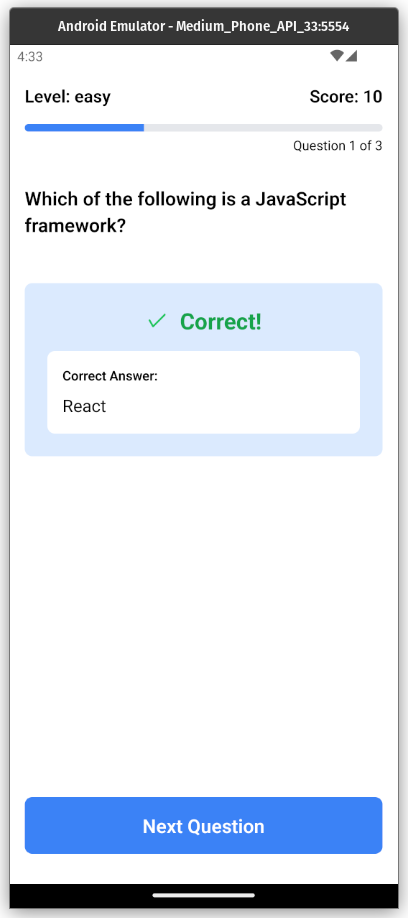 Android Emulator - Medium_Phone_API_33:5554
4:33
Level: easy
Score: 10
Question 1 of 3
Which of the following is a JavaScript
framework?
Correct!
Correct Answer:
React
Next Question